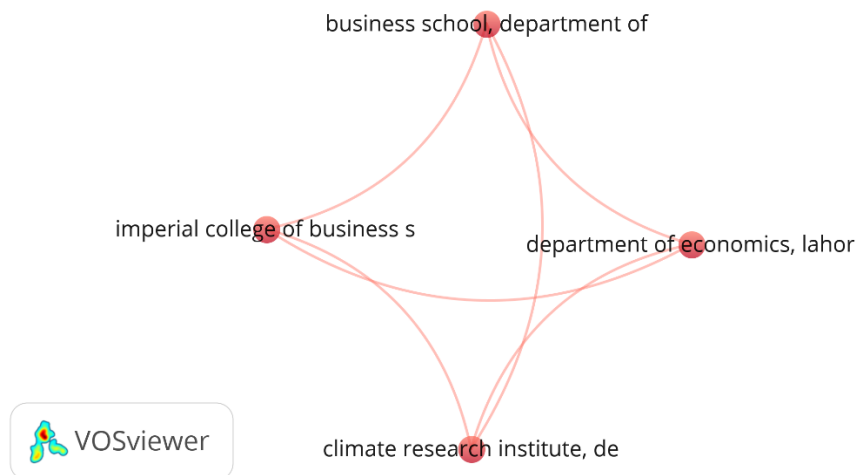 business school, department of
imperial college of business s
department of economics, lahor
climate research institute, de
VOSviewer